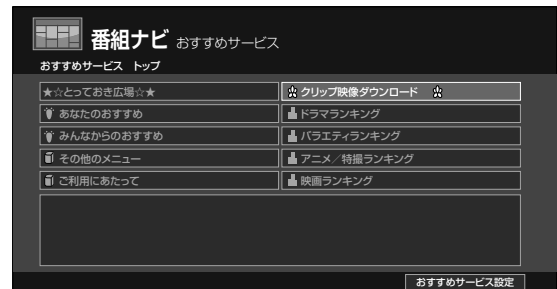 番組ナビ おすすめサービス
おすすめサービス トップ
★☆とっておき広場☆★
クリップ映像ダウンロード
あなたのおすすめ
ドラマランキング
みんなからのおすすめ
バラエティランキング
その他のメニュー
アニメ／特撮ランキング
ご利用にあたって
映画ランキング
おすすめサービス設定